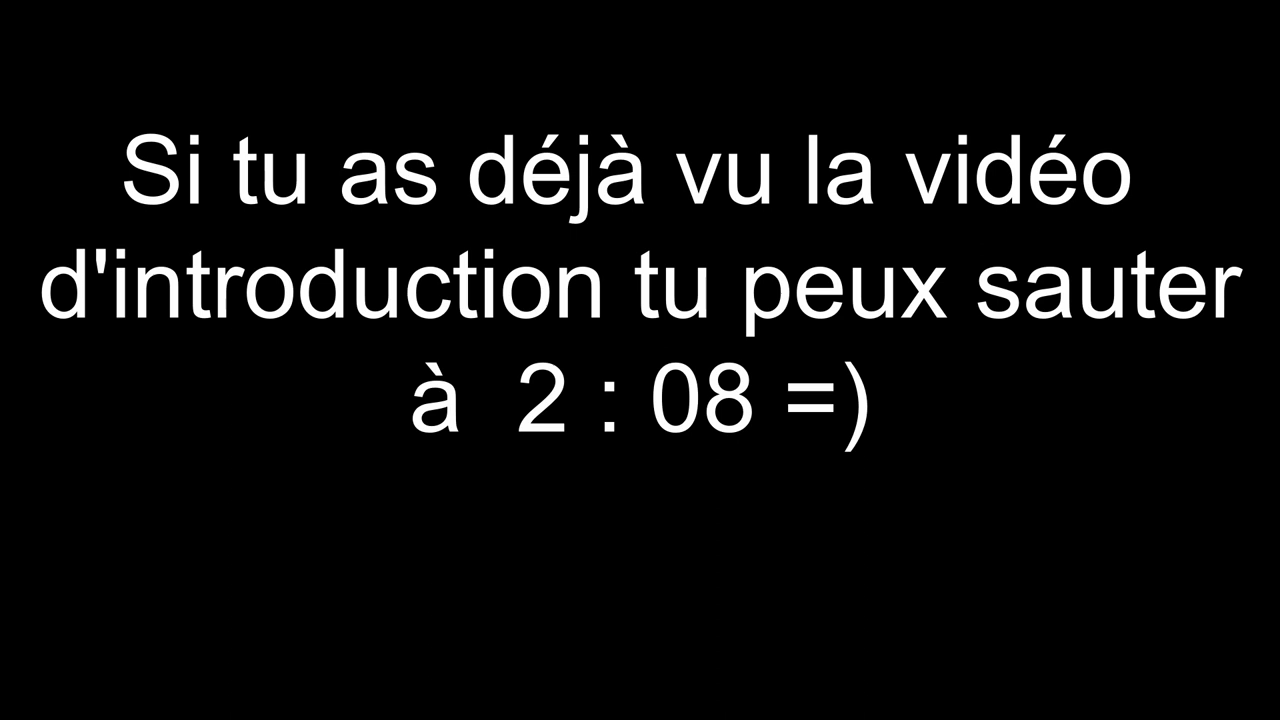 Si tu as déjà vu la vidéo
d'introduction tu peux sauter
à  2 : 08 =)